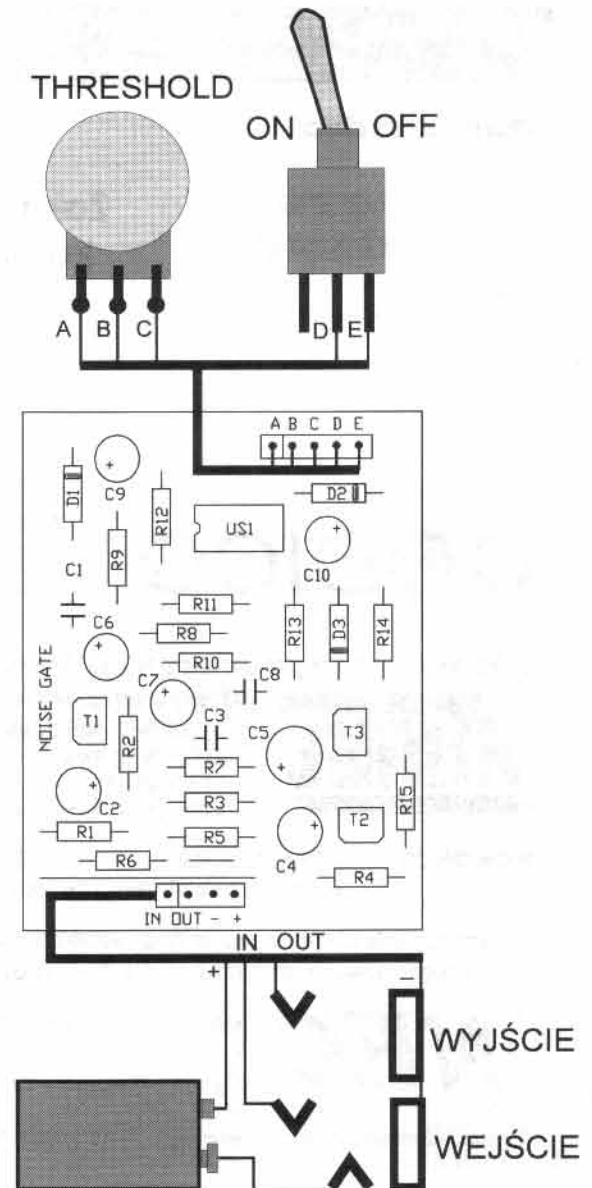 THRESHOLD
ON OFF
A B C D E
A B C D E
D1
C9
R12
D2
US1
R9
C10
C1
R11
C6
R8
R13
D3
R14
R10
C8
C7
NOISE GATE
T1
R2
C3
C5
T3
R7
C2
R3
R15
R1
R5
C4
T2
R6
R4
IN OUT - +
IN OUT
+ -
WYJŚCIE
WEJŚCIE